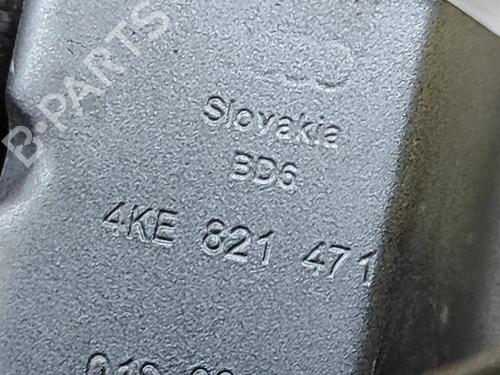 B-PARTS
Slovakia
BD6
4KE 821 471